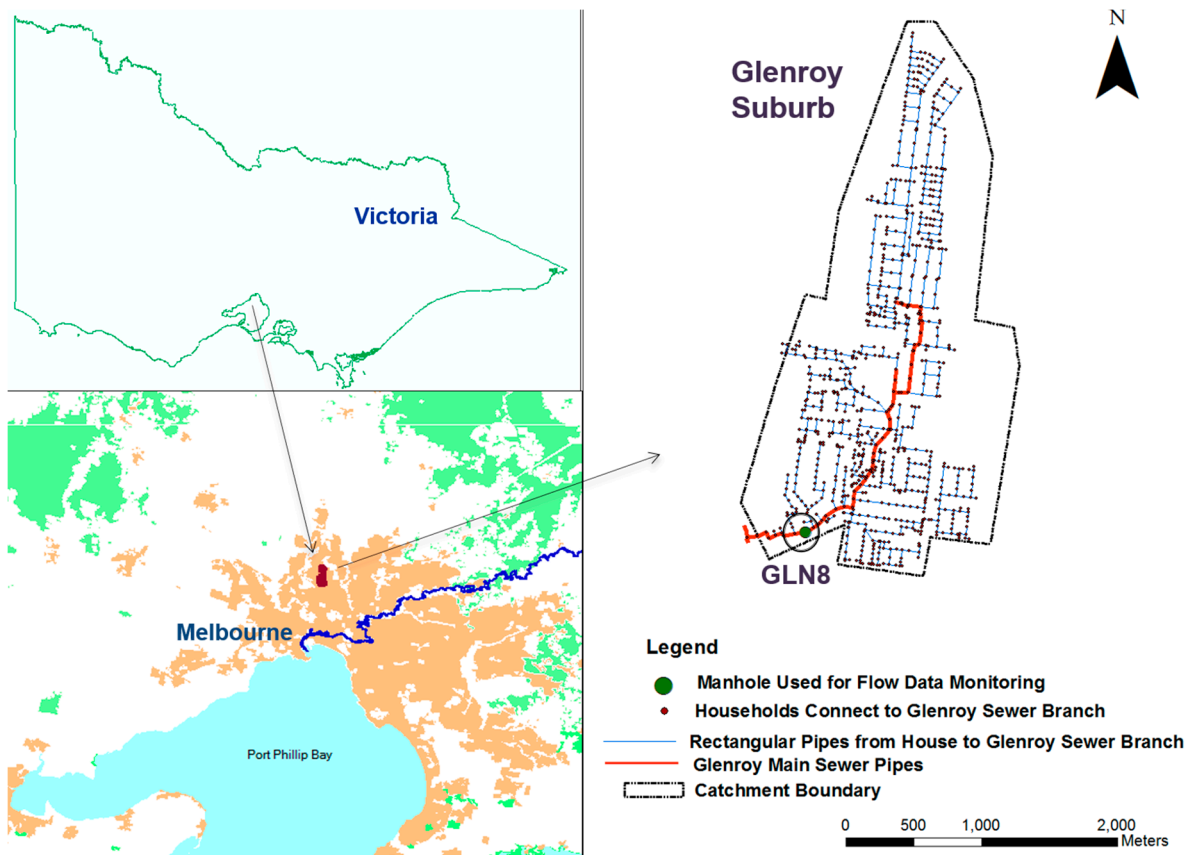 Victoria
Melbourne
Port Phillip Bay
Glenroy
Suburb
N
GLN8
Legend
Manhole Used for Flow Data Monitoring
Households Connect to Glenroy Sewer Branch
Rectangular Pipes from House to Glenroy Sewer Branch
Glenroy Main Sewer Pipes
Catchment Boundary
0 500 1,000 2,000
Meters